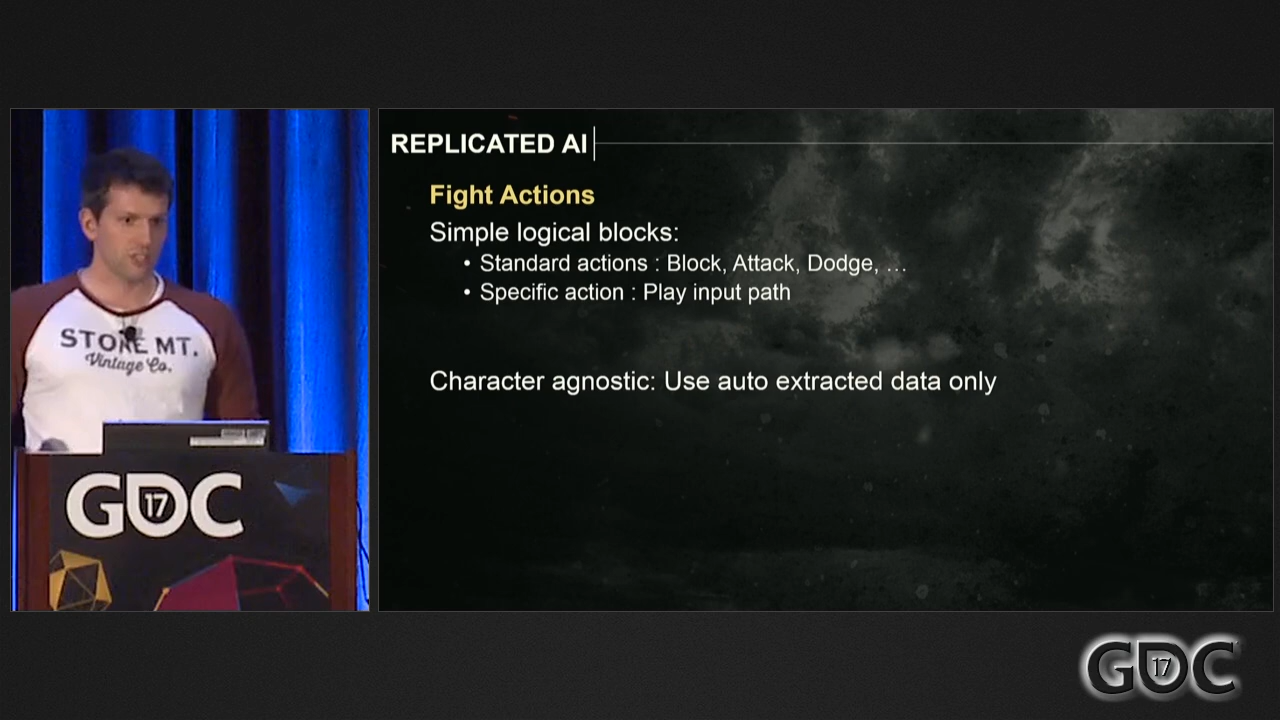 REPLICATED AI
Fight Actions
Simple logical blocks:
• Standard actions : Block, Attack, Dodge, …
• Specific action : Play input path
Character agnostic: Use auto extracted data only
STONE MT.
Vintage Co.
GDC
17
GDC
17